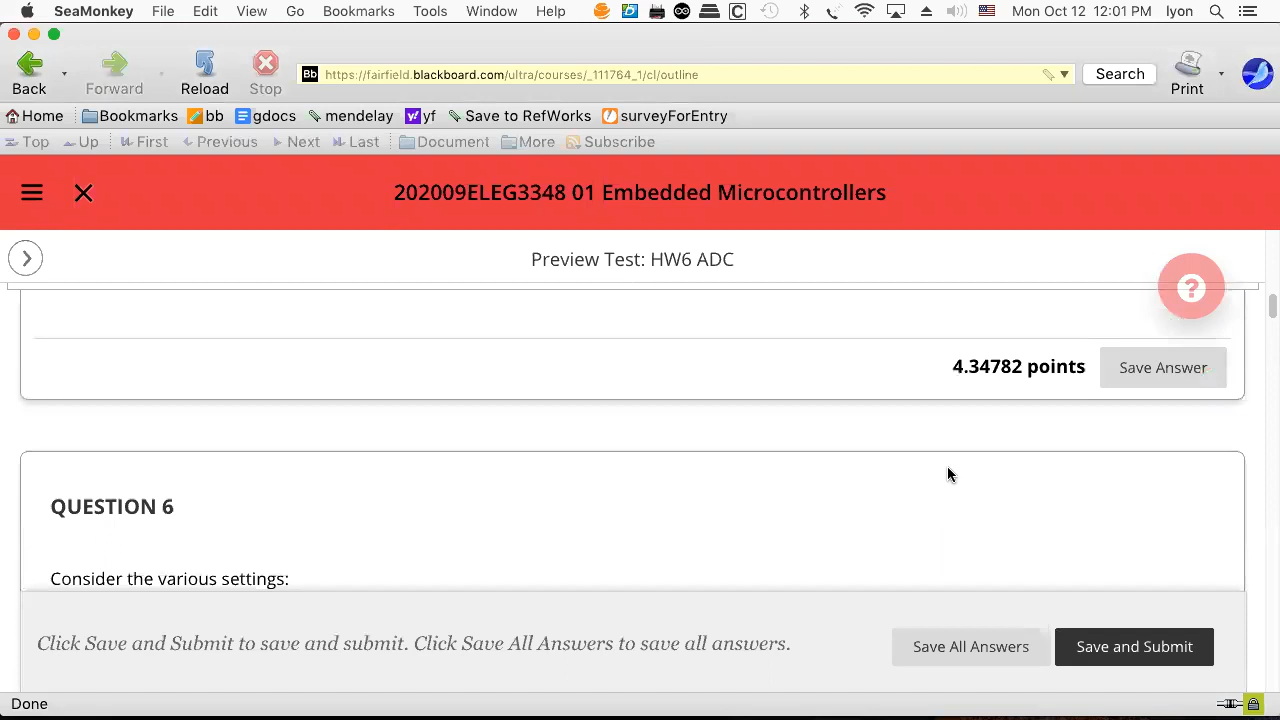 SeaMonkey File Edit View Go Bookmarks Tools Window Help Mon Oct 12 12:01 PM lyon
Back Forward Reload Stop Bb https://fairfield.blackboard.com/ultra/courses/_111764_1/cl/outline Search Print
Home Bookmarks bb gdocs mendelay y! yf Save to RefWorks surveyForEntry
Top Up First Previous Next Last Document More Subscribe
202009ELEG3348 01 Embedded Microcontrollers
Preview Test: HW6 ADC
?
4.34782 points Save Answer
QUESTION 6
Consider the various settings:
Click Save and Submit to save and submit. Click Save All Answers to save all answers. Save All Answers Save and Submit
Done